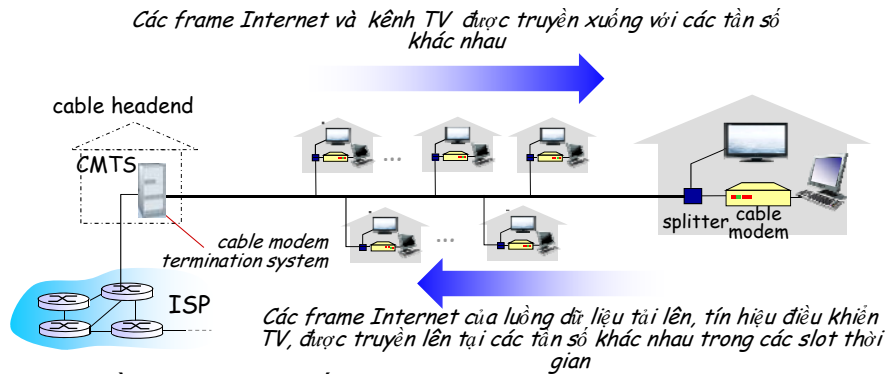 Các frame Internet và kênh TV được truyền xuống với các tần số
khác nhau
cable headend
CMTS
...
splitter
cable
modem
cable modem
termination system
...
ISP
Các frame Internet của luồng dữ liệu tải lên, tín hiệu điều khiển
TV, được truyền lên tại các tần số khác nhau trong các slot thời
gian